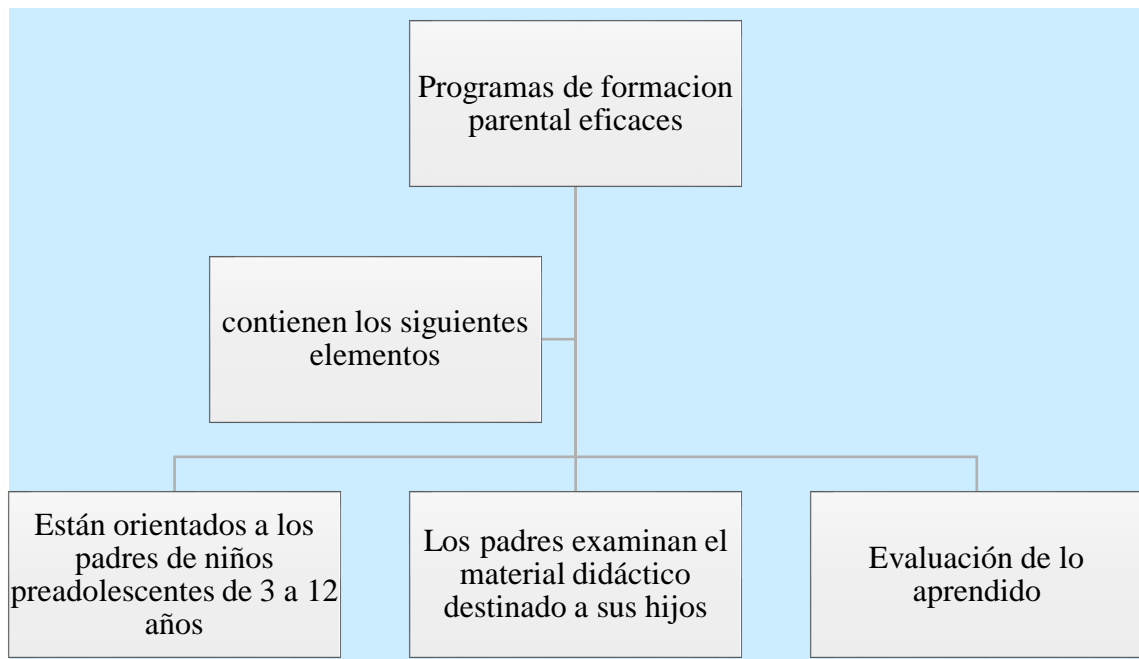 Programas de formacion
parental eficaces
contienen los siguientes
elementos
Están orientados a los
padres de niños
preadolescentes de 3 a 12
años
Los padres examinan el
material didáctico
destinado a sus hijos
Evaluación de lo
aprendido